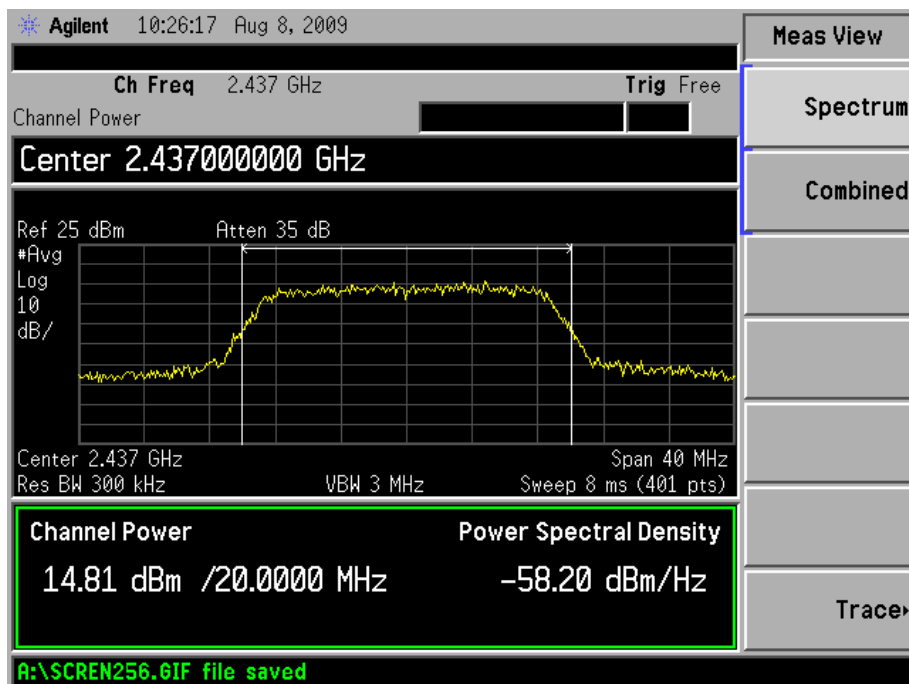 Agilent 10:26:17 Aug 8, 2009
Meas View
Ch Freq 2.437 GHz Trig Free
Channel Power
Spectrum
Center 2.437000000 GHz
Combined
Ref 25 dBm Atten 35 dB
#Avg
Log
10
dB/
Center 2.437 GHz Span 40 MHz
Res BW 300 kHz VBW 3 MHz Sweep 8 ms (401 pts)
Channel Power Power Spectral Density
14.81 dBm /20.0000 MHz -58.20 dBm/Hz
Trace
A:\SCREN256.GIF file saved